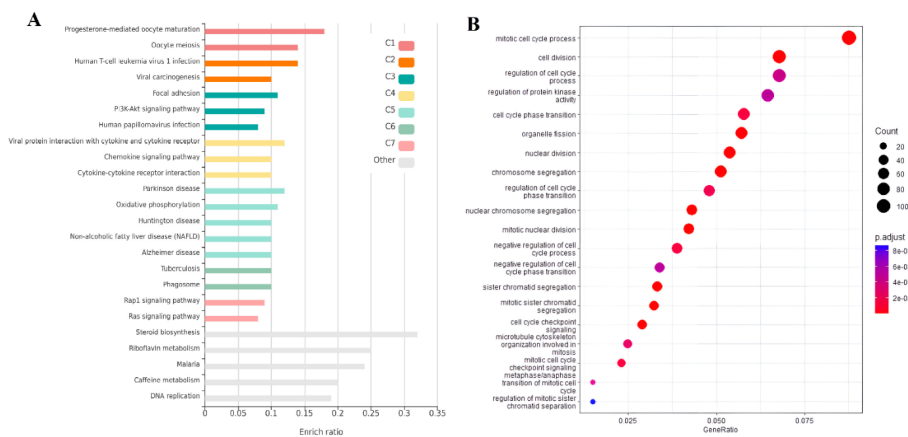 A
Progesterone-mediated oocyte maturation
Oocyte meiosis
Human T-cell leukemia virus 1 infection
Viral carcinogenesis
Focal adhesion
PI3K-Akt signaling pathway
Human papillomavirus infection
Viral protein interaction with cytokine and cytokine receptor
Chemokine signaling pathway
Cytokine-cytokine receptor interaction
Parkinson disease
Oxidative phosphorylation
Huntington disease
Non-alcoholic fatty liver disease (NAFLD)
Alzheimer disease
Tuberculosis
Phagosome
Rap1 signaling pathway
Ras signaling pathway
Steroid biosynthesis
Riboflavin metabolism
Malaria
Caffeine metabolism
DNA replication
0 0.05 0.1 0.15 0.2 0.25 0.3 0.35
Enrich ratio
C1
C2
C3
C4
C5
C6
C7
Other
B
mitotic cell cycle process
cell division
regulation of cell cycle
process
regulation of protein kinase
activity
cell cycle phase transition
organelle fission
nuclear division
chromosome segregation
regulation of cell cycle
phase transition
nuclear chromosome segregation
mitotic nuclear division
negative regulation of cell
cycle process
negative regulation of cell
cycle phase transition
sister chromatid segregation
mitotic sister chromatid
segregation
cell cycle checkpoint
signaling
microtubule cytoskeleton
organization involved in
mitosis
mitotic cell cycle
checkpoint signaling
metaphase/anaphase
transition of mitotic cell
cycle
regulation of mitotic sister
chromatid separation
0.025 0.050 0.075
GeneRatio
Count
20
40
60
80
100
p.adjust
8e-0
6e-0
4e-0
2e-0